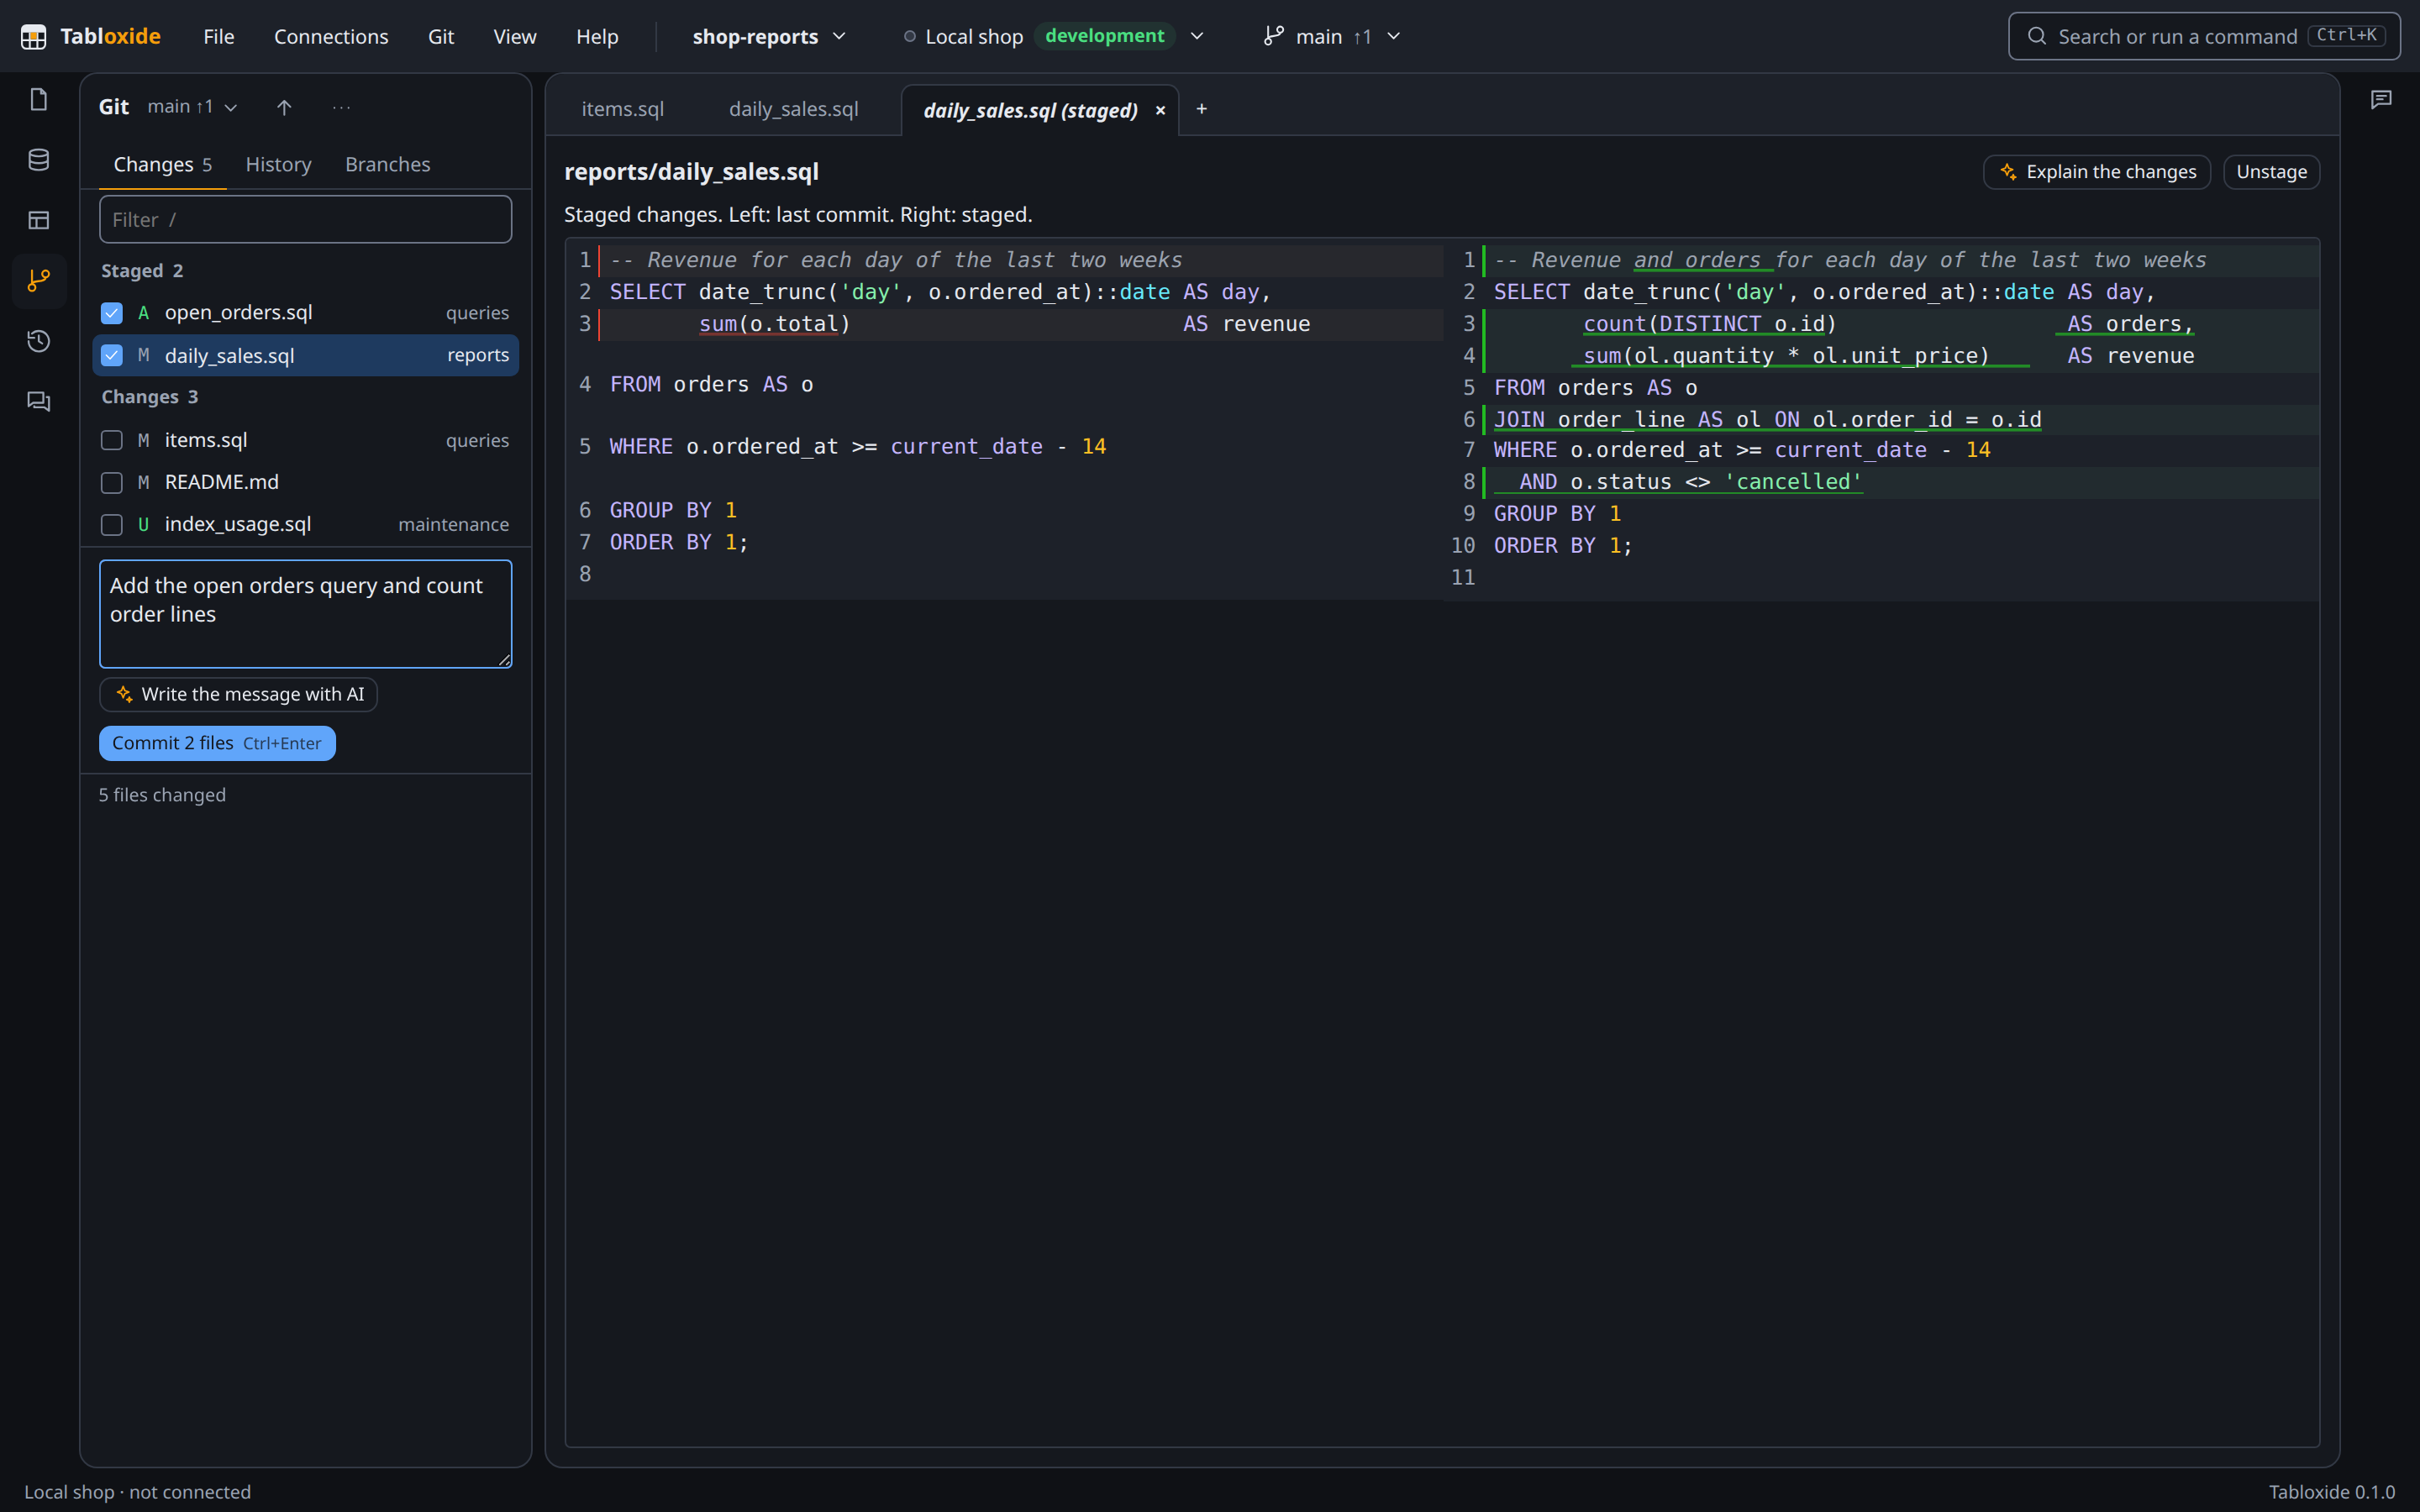 Tabloxide File Connections Git View Help shop-reports Local shop development main ↑1 Search or run a command Ctrl+K
Git main ↑1 ↑ ···
Changes 5 History Branches
Filter /
Staged 2
A open_orders.sql queries
M daily_sales.sql reports
Changes 3
M items.sql queries
M README.md
U index_usage.sql maintenance
Add the open orders query and count
order lines
Write the message with AI
Commit 2 files Ctrl+Enter
5 files changed
items.sql daily_sales.sql daily_sales.sql (staged) × +
reports/daily_sales.sql Explain the changes Unstage
Staged changes. Left: last commit. Right: staged.
1 -- Revenue for each day of the last two weeks
2 SELECT date_trunc('day', o.ordered_at)::date AS day,
3        sum(o.total)                          AS revenue
4 FROM orders AS o
5 WHERE o.ordered_at >= current_date - 14
6 GROUP BY 1
7 ORDER BY 1;
8
1 -- Revenue and orders for each day of the last two weeks
2 SELECT date_trunc('day', o.ordered_at)::date AS day,
3        count(DISTINCT o.id)                  AS orders,
4        sum(ol.quantity * ol.unit_price)      AS revenue
5 FROM orders AS o
6 JOIN order_line AS ol ON ol.order_id = o.id
7 WHERE o.ordered_at >= current_date - 14
8   AND o.status <> 'cancelled'
9 GROUP BY 1
10 ORDER BY 1;
11
Local shop · not connected Tabloxide 0.1.0